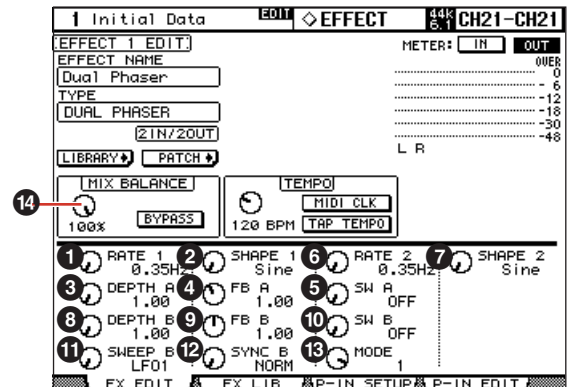 1 Initial Data EDIT ◇EFFECT 44k 6.1 CH21-CH21
EFFECT 1 EDIT METER: IN OUT
EFFECT NAME OVER
Dual Phaser 0
TYPE - 6
DUAL PHASER -12
-18
2IN/2OUT -30
-48
LIBRARY PATCH L R
MIX BALANCE TEMPO
14 MIDI CLK
100% BYPASS 120 BPM TAP TEMPO
1 RATE 1 2 SHAPE 1 6 RATE 2 7 SHAPE 2
0.35Hz Sine 0.35Hz Sine
3 DEPTH A 4 FB A 5 SW A
1.00 1.00 OFF
8 DEPTH B 9 FB B 10 SW B
1.00 1.00 OFF
11 SWEEP B 12 SYNC B 13 MODE
LFO1 NORM 1
FX EDIT FX LIB P-IN SETUP P-IN EDIT